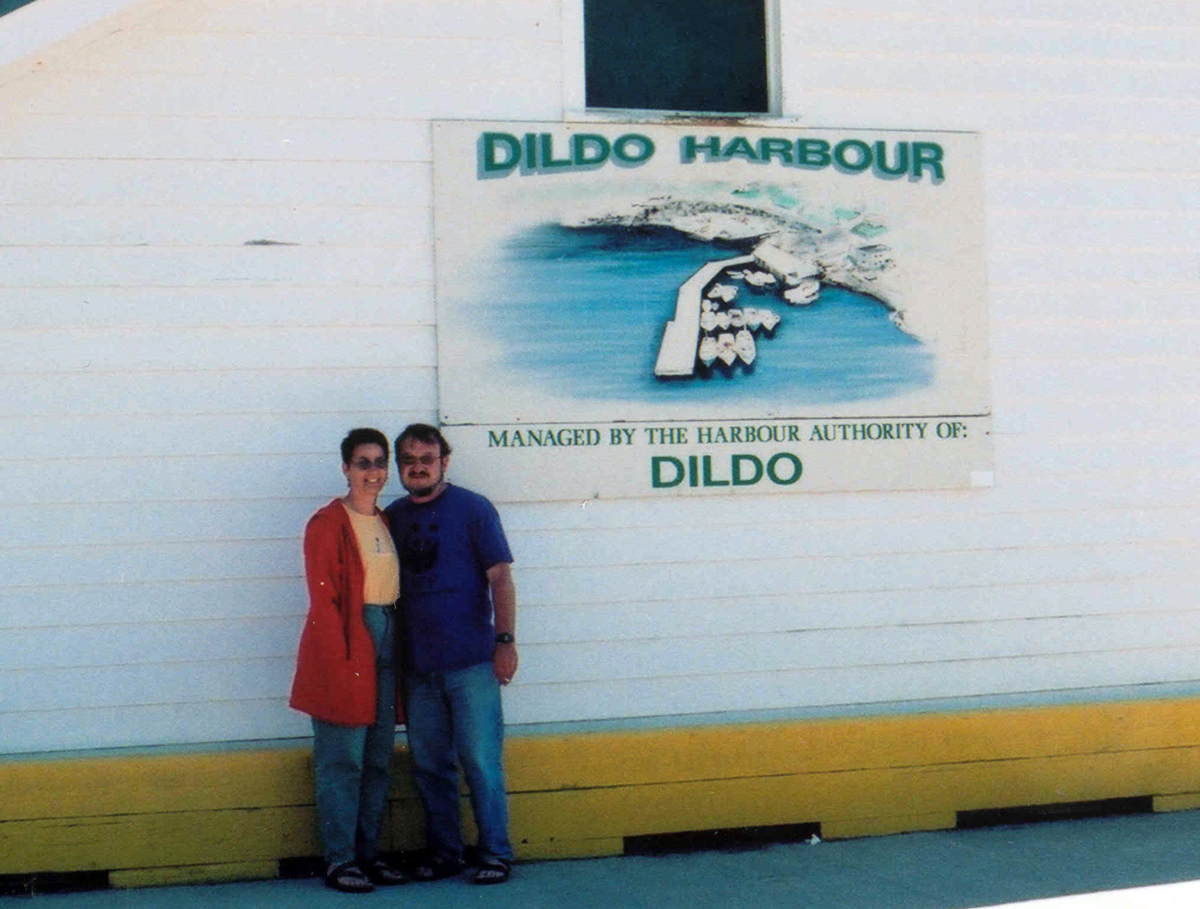 DILDO HARBOUR
MANAGED BY THE HARBOUR AUTHORITY OF:
DILDO